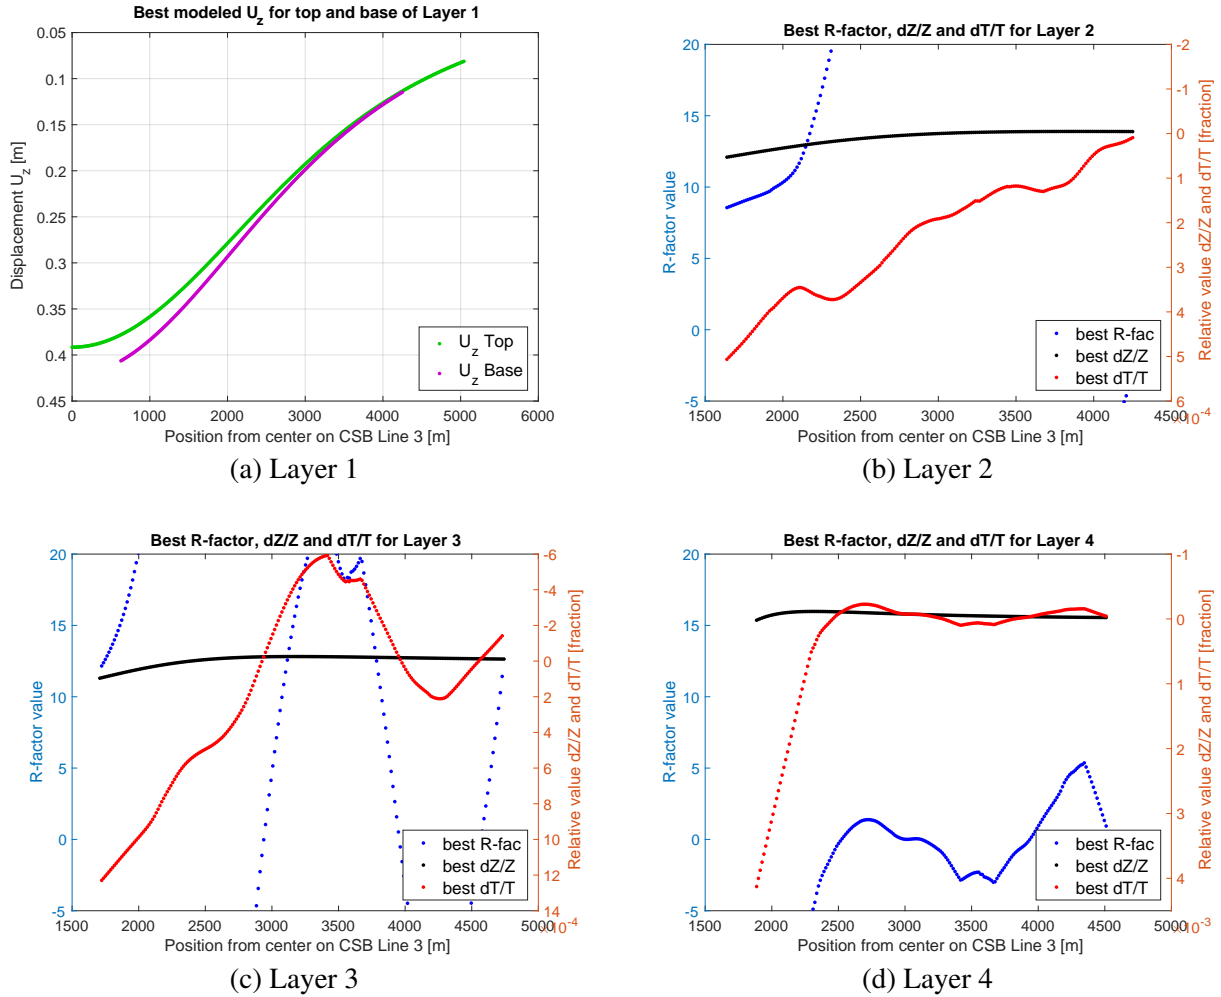 Best modeled U_z for top and base of Layer 1
0.05
0.1
0.15
0.2
0.25
0.3
0.35
0.4
0.45
Displacement U_z [m]
0 1000 2000 3000 4000 5000 6000
Position from center on CSB Line 3 [m]
U_z Top
U_z Base
(a) Layer 1
Best R-factor, dZ/Z and dT/T for Layer 2
20
15
10
5
0
-5
R-factor value
-2
-1
0
1
2
3
4
5
6
×10^-4
Relative value dZ/Z and dT/T [fraction]
1500 2000 2500 3000 3500 4000 4500
Position from center on CSB Line 3 [m]
best R-fac
best dZ/Z
best dT/T
(b) Layer 2
Best R-factor, dZ/Z and dT/T for Layer 3
20
15
10
5
0
-5
R-factor value
-6
-4
-2
0
2
4
6
8
10
12
14
×10^-4
Relative value dZ/Z and dT/T [fraction]
1500 2000 2500 3000 3500 4000 4500 5000
Position from center on CSB Line 3 [m]
best R-fac
best dZ/Z
best dT/T
(c) Layer 3
Best R-factor, dZ/Z and dT/T for Layer 4
20
15
10
5
0
-5
R-factor value
-1
0
1
2
3
4
×10^-3
Relative value dZ/Z and dT/T [fraction]
1500 2000 2500 3000 3500 4000 4500 5000
Position from center on CSB Line 3 [m]
best R-fac
best dZ/Z
best dT/T
(d) Layer 4